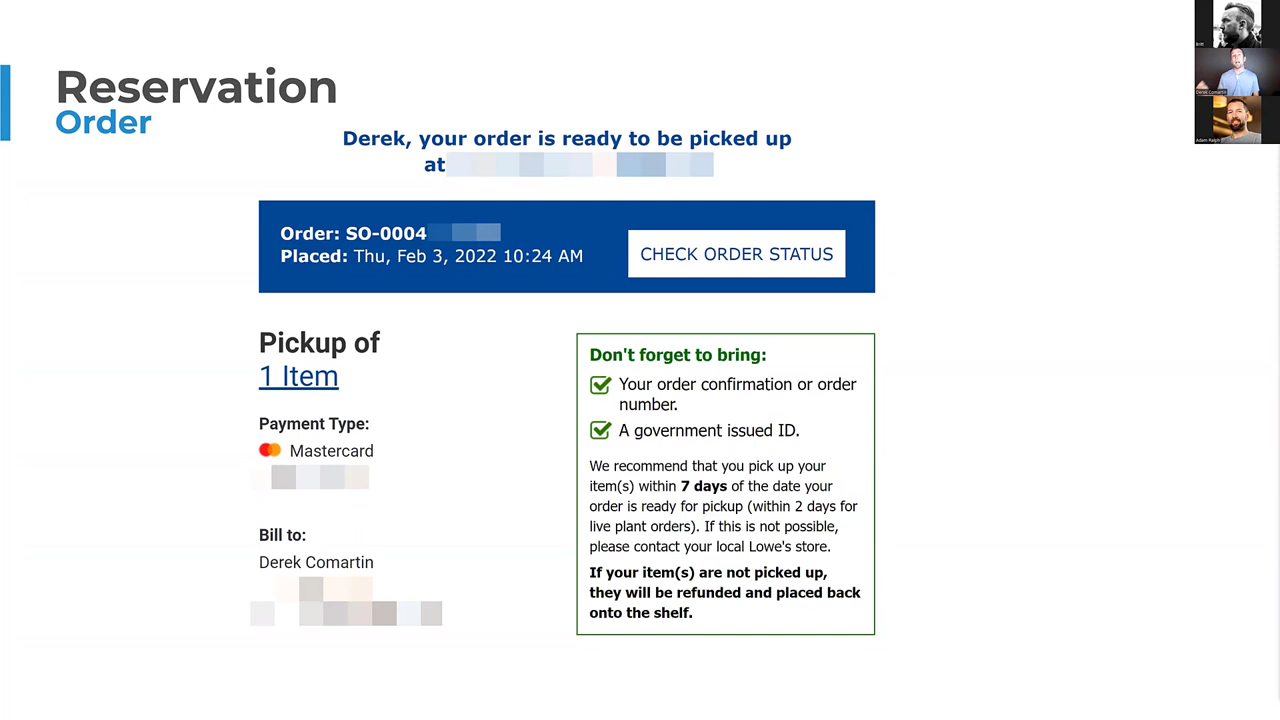 Reservation
Order
Derek, your order is ready to be picked up
at
Order: SO-0004
Placed: Thu, Feb 3, 2022 10:24 AM
CHECK ORDER STATUS
Pickup of
1 Item
Payment Type:
Mastercard
Bill to:
Derek Comartin
Don't forget to bring:
Your order confirmation or order
number.
A government issued ID.
We recommend that you pick up your
item(s) within 7 days of the date your
order is ready for pickup (within 2 days for
live plant orders). If this is not possible,
please contact your local Lowe's store.
If your item(s) are not picked up,
they will be refunded and placed back
onto the shelf.
Britt
Derek Comartin
Adam Ralph